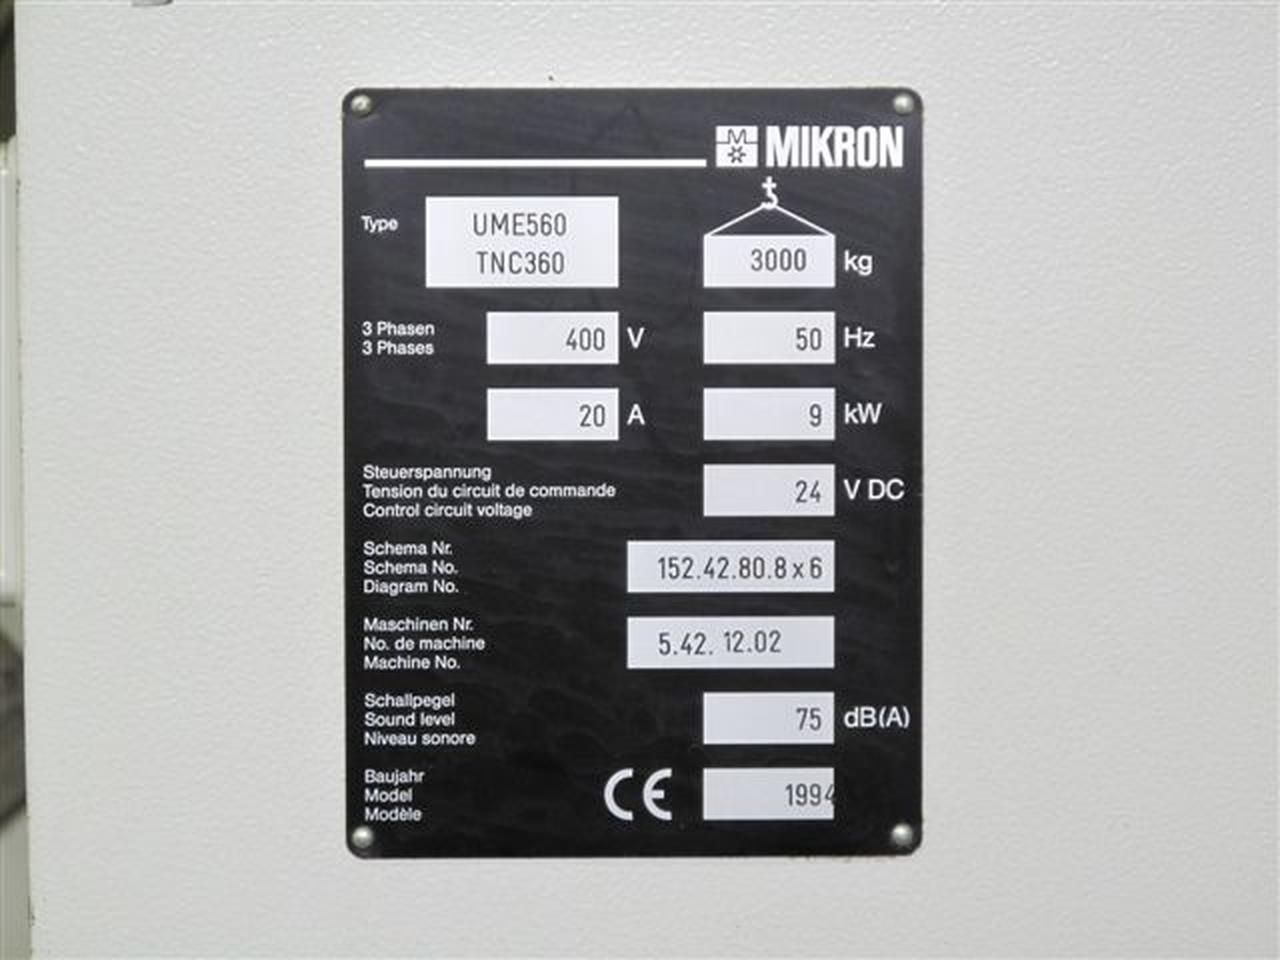 MIKRON
Type
UME560
TNC360
3000 kg
3 Phasen
3 Phases
400 V
50 Hz
20 A
9 kW
Steuerspannung
Tension du circuit de commande
Control circuit voltage
24 V DC
Schema Nr.
Schema No.
Diagram No.
152.42.80.8x6
Maschinen Nr.
No. de machine
Machine No.
5.42. 12.02
Schallpegel
Sound level
Niveau sonore
75 dB(A)
Baujahr
Model
Modèle
CE
1994